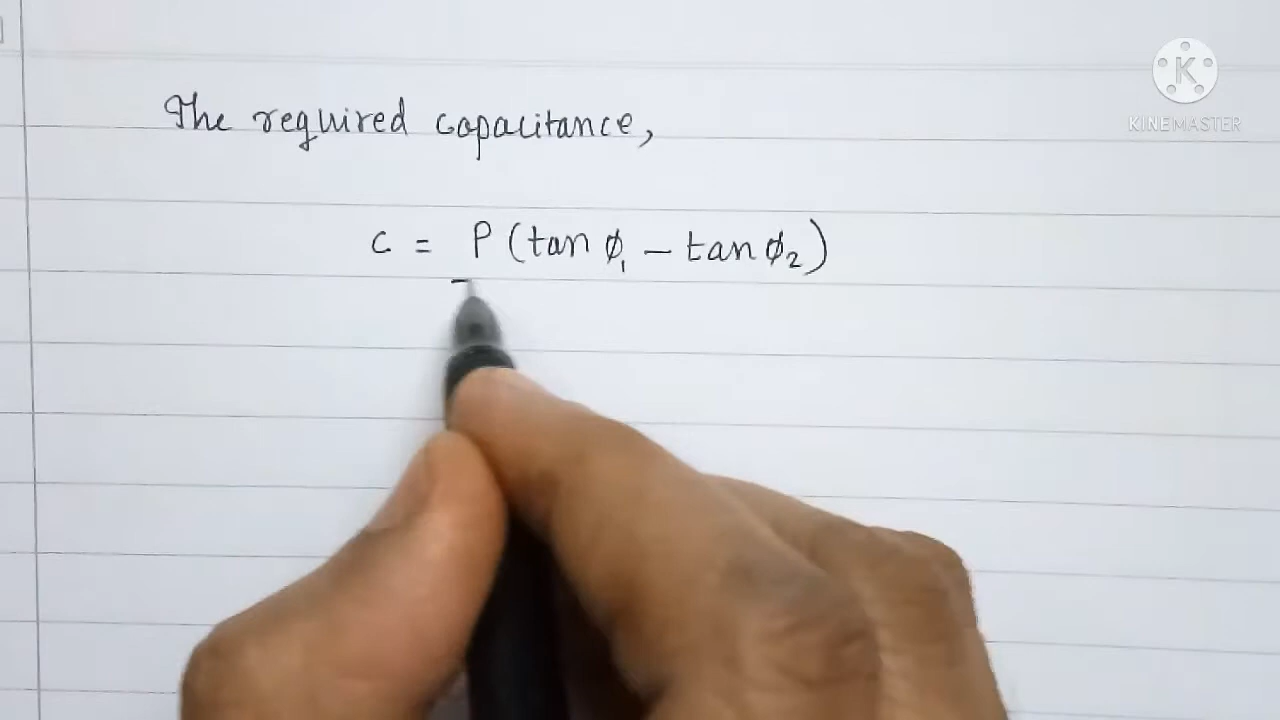 The required capacitance,
C = P (tan φ₁ – tan φ₂)
K
KINEMASTER